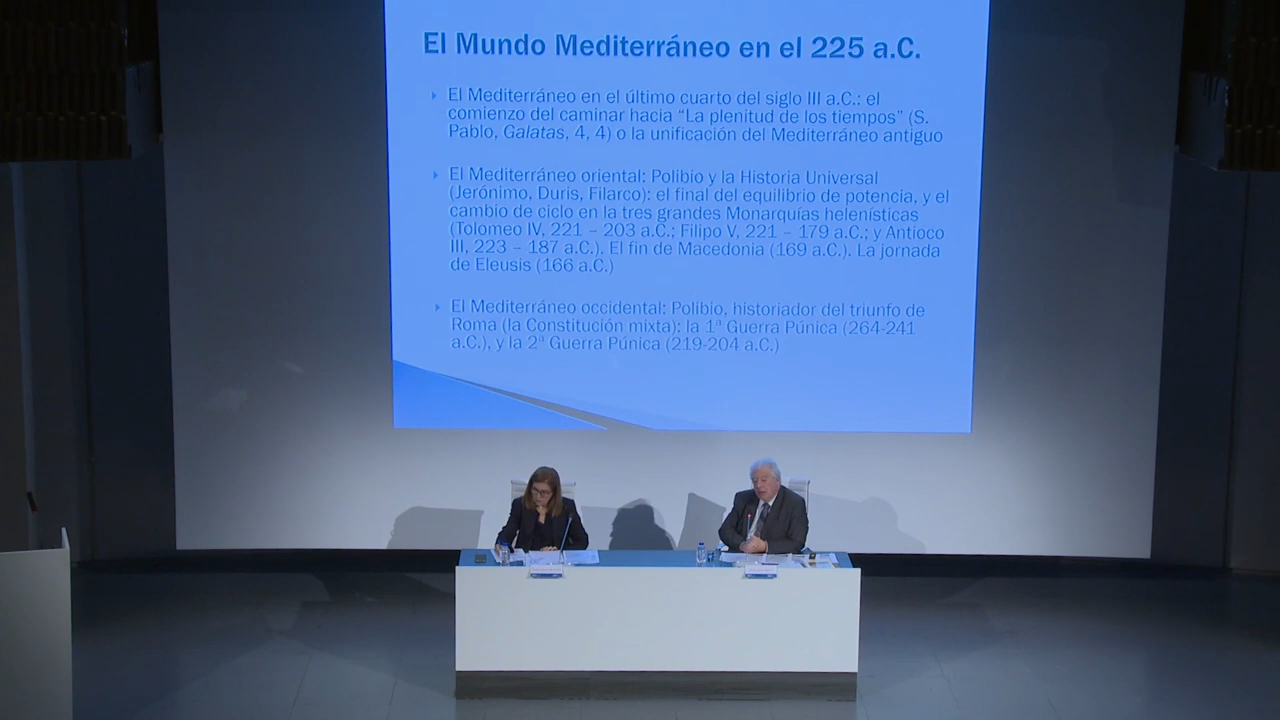 El Mundo Mediterráneo en el 225 a.C.
El Mediterráneo en el último cuarto del siglo III a.C.: el
comienzo del caminar hacia “La plenitud de los tiempos” (S.
Pablo, Galatas, 4, 4) o la unificación del Mediterráneo antiguo
El Mediterráneo oriental: Polibio y la Historia Universal
(Jerónimo, Duris, Filarco): el final del equilibrio de potencia, y el
cambio de ciclo en la tres grandes Monarquías helenísticas
(Tolomeo IV, 221 – 203 a.C.; Filipo V, 221 – 179 a.C.; y Antioco
III, 223 – 187 a.C.). El fin de Macedonia (169 a.C.). La jornada
de Eleusis (166 a.C.)
El Mediterráneo occidental: Polibio, historiador del triunfo de
Roma (la Constitución mixta): la 1ª Guerra Púnica (264-241
a.C.), y la 2ª Guerra Púnica (219-204 a.C.)